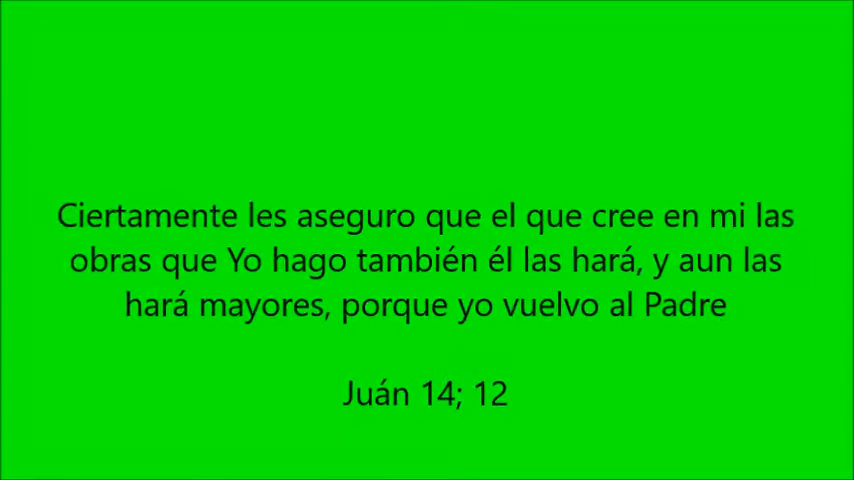 Ciertamente les aseguro que el que cree en mi las
obras que Yo hago también él las hará, y aun las
hará mayores, porque yo vuelvo al Padre
Juán 14; 12